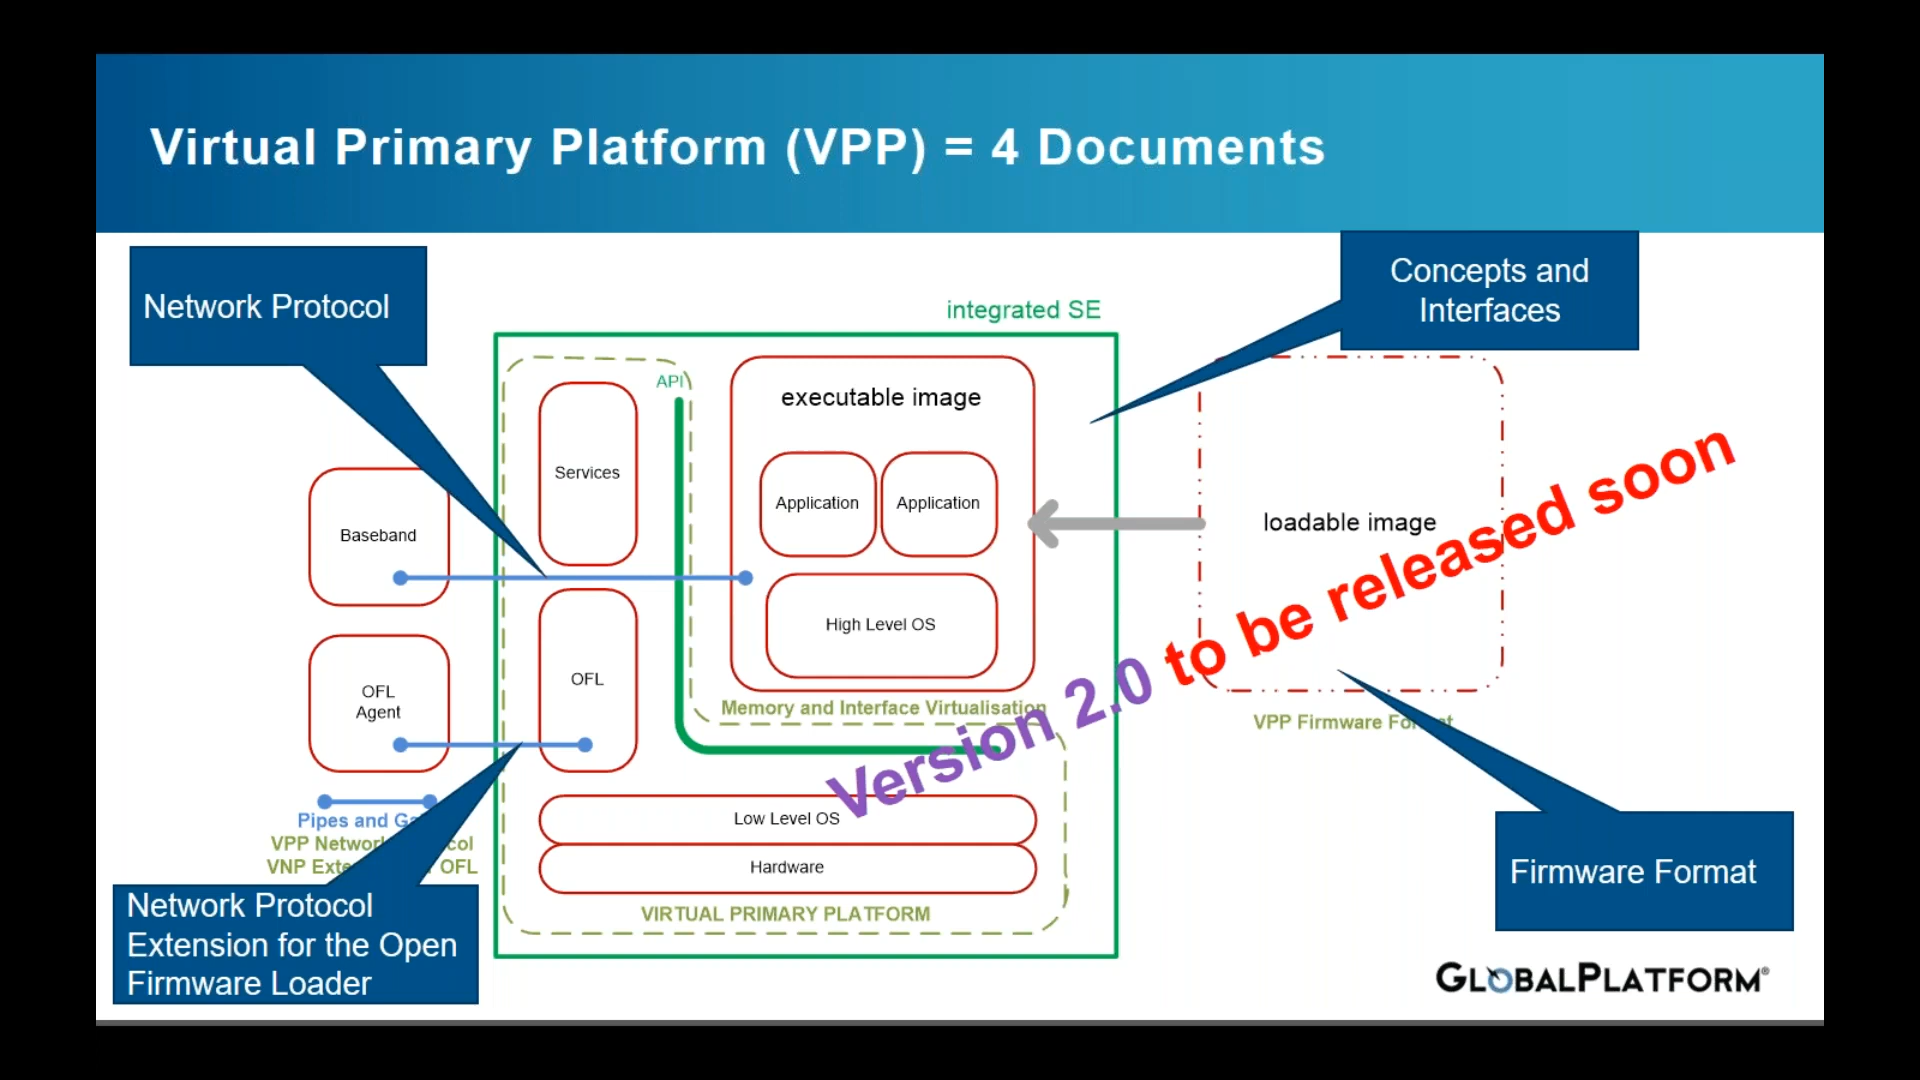 Virtual Primary Platform (VPP) = 4 Documents
Network Protocol
Concepts and
Interfaces
integrated SE
API
executable image
Services
Application
Application
Baseband
loadable image
High Level OS
OFL
OFL
Agent
Memory and Interface Virtualisation
VPP Firmware
Version 2.0 to be released soon
Pipes and
VPP
VNP OFL
Low Level OS
Hardware
VIRTUAL PRIMARY PLATFORM
Firmware Format
Network Protocol
Extension for the Open
Firmware Loader
GLOBALPLATFORM®